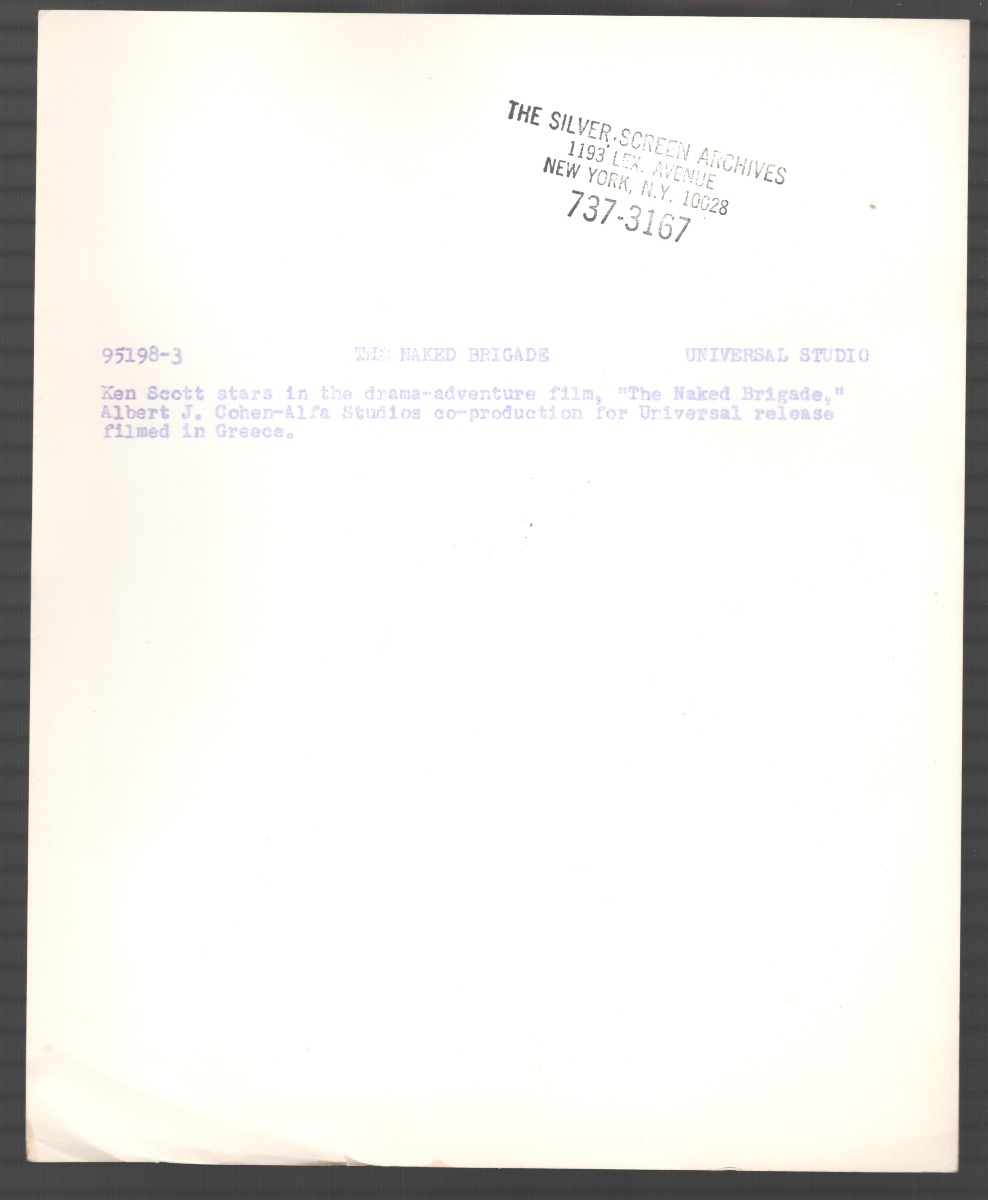 THE SILVER SCREEN ARCHIVES
1193 LEX. AVENUE
NEW YORK, N.Y. 10028
737-3167
95198-3 THE NAKED BRIGADE UNIVERSAL STUDIO
Ken Scott stars in the drama-adventure film, "The Naked Brigade,"
Albert J. Cohen-Alfa Studios co-production for Universal release
filmed in Greece.